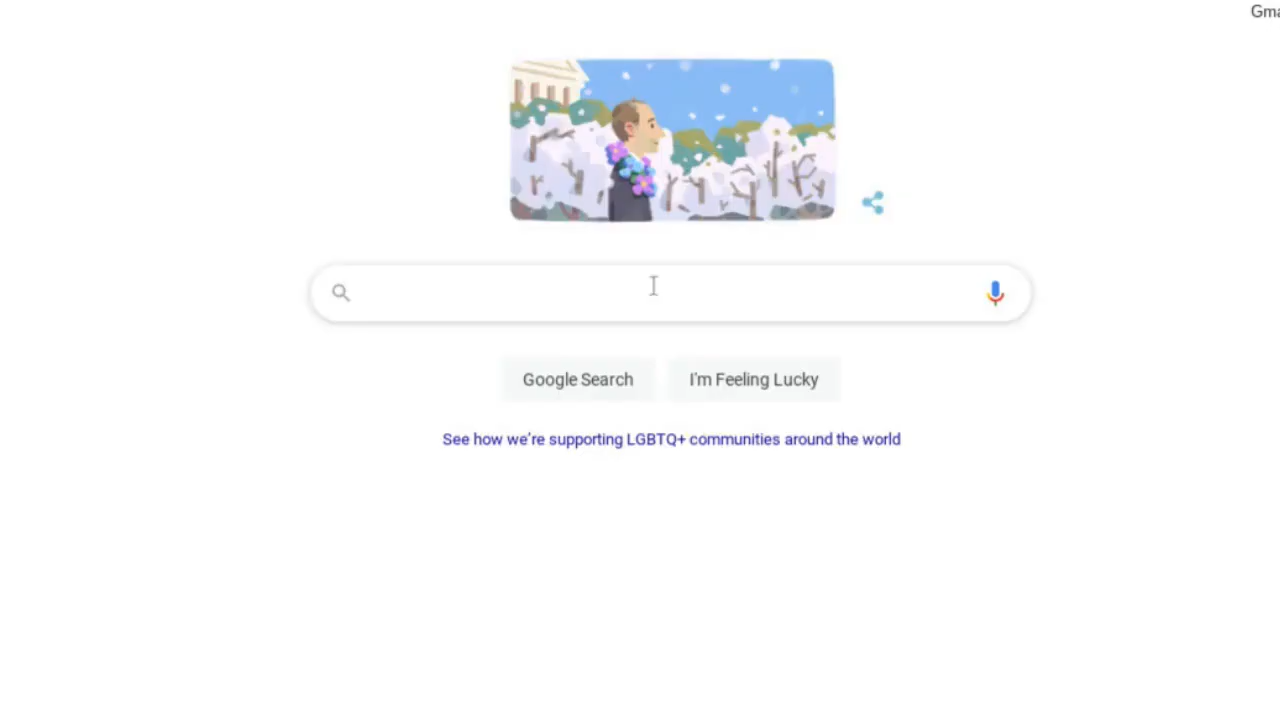 Gma
Google Search
I'm Feeling Lucky
See how we're supporting LGBTQ+ communities around the world